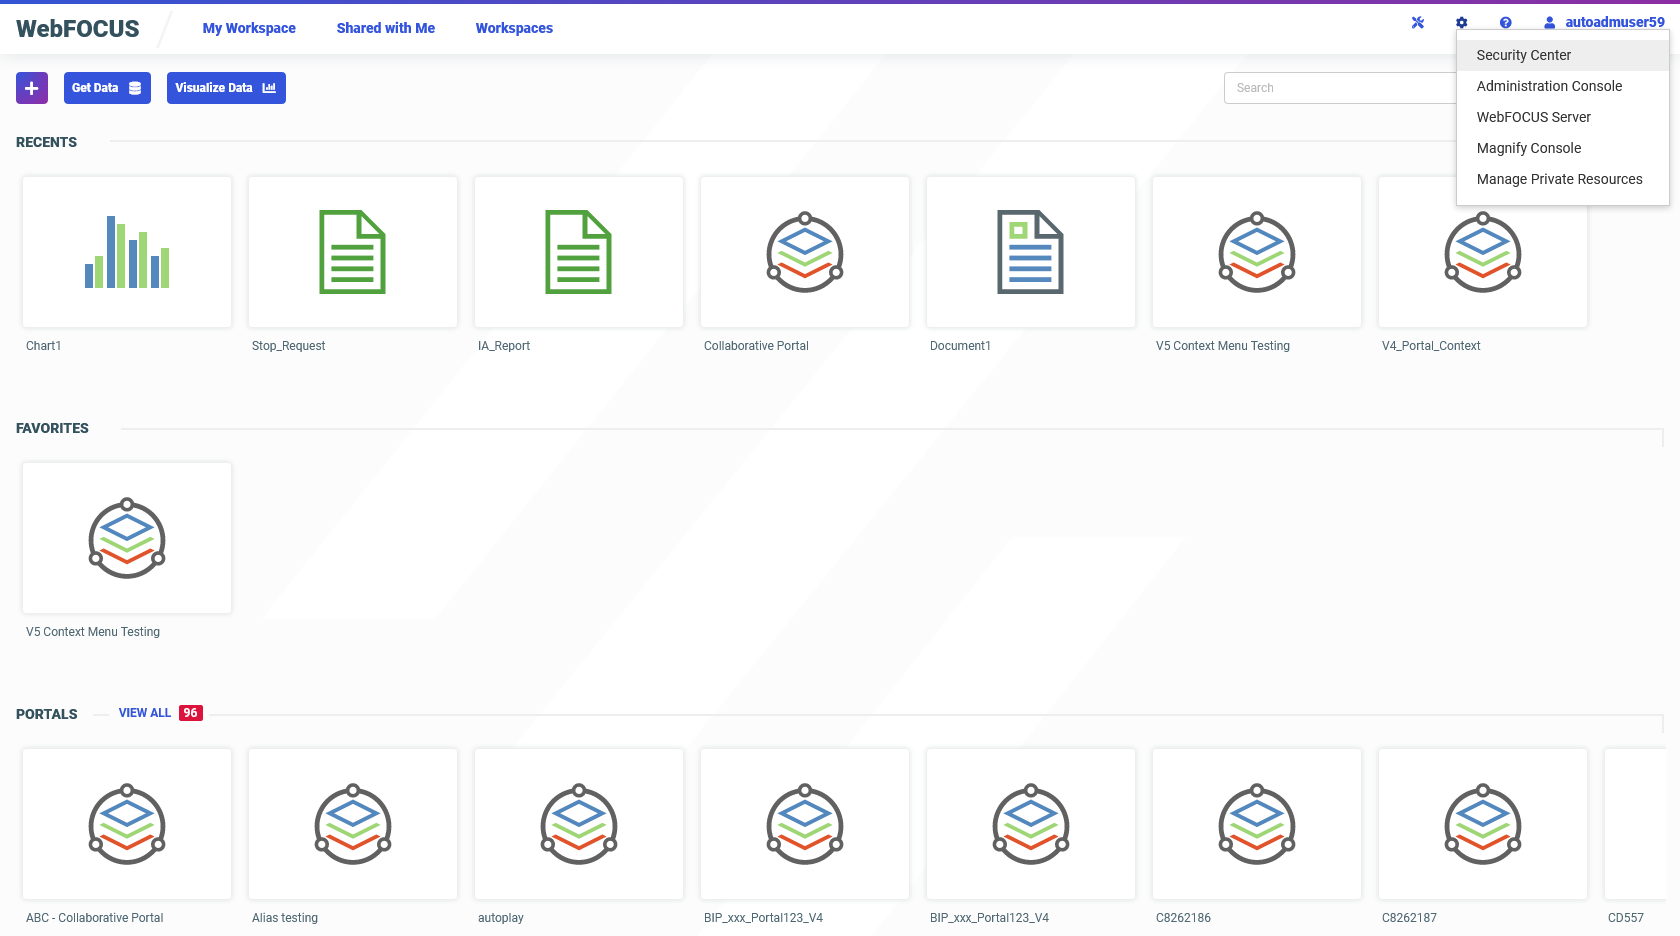 WebFOCUS
My Workspace
Shared with Me
Workspaces
autoadmuser59
Security Center
Administration Console
WebFOCUS Server
Magnify Console
Manage Private Resources
Get Data
Visualize Data
Search
RECENTS
Chart1
Stop_Request
IA_Report
Collaborative Portal
Document1
V5 Context Menu Testing
V4_Portal_Context
FAVORITES
V5 Context Menu Testing
PORTALS
VIEW ALL 96
ABC - Collaborative Portal
Alias testing
autoplay
BIP_xxx_Portal123_V4
BIP_xxx_Portal123_V4
C8262186
C8262187
CD557